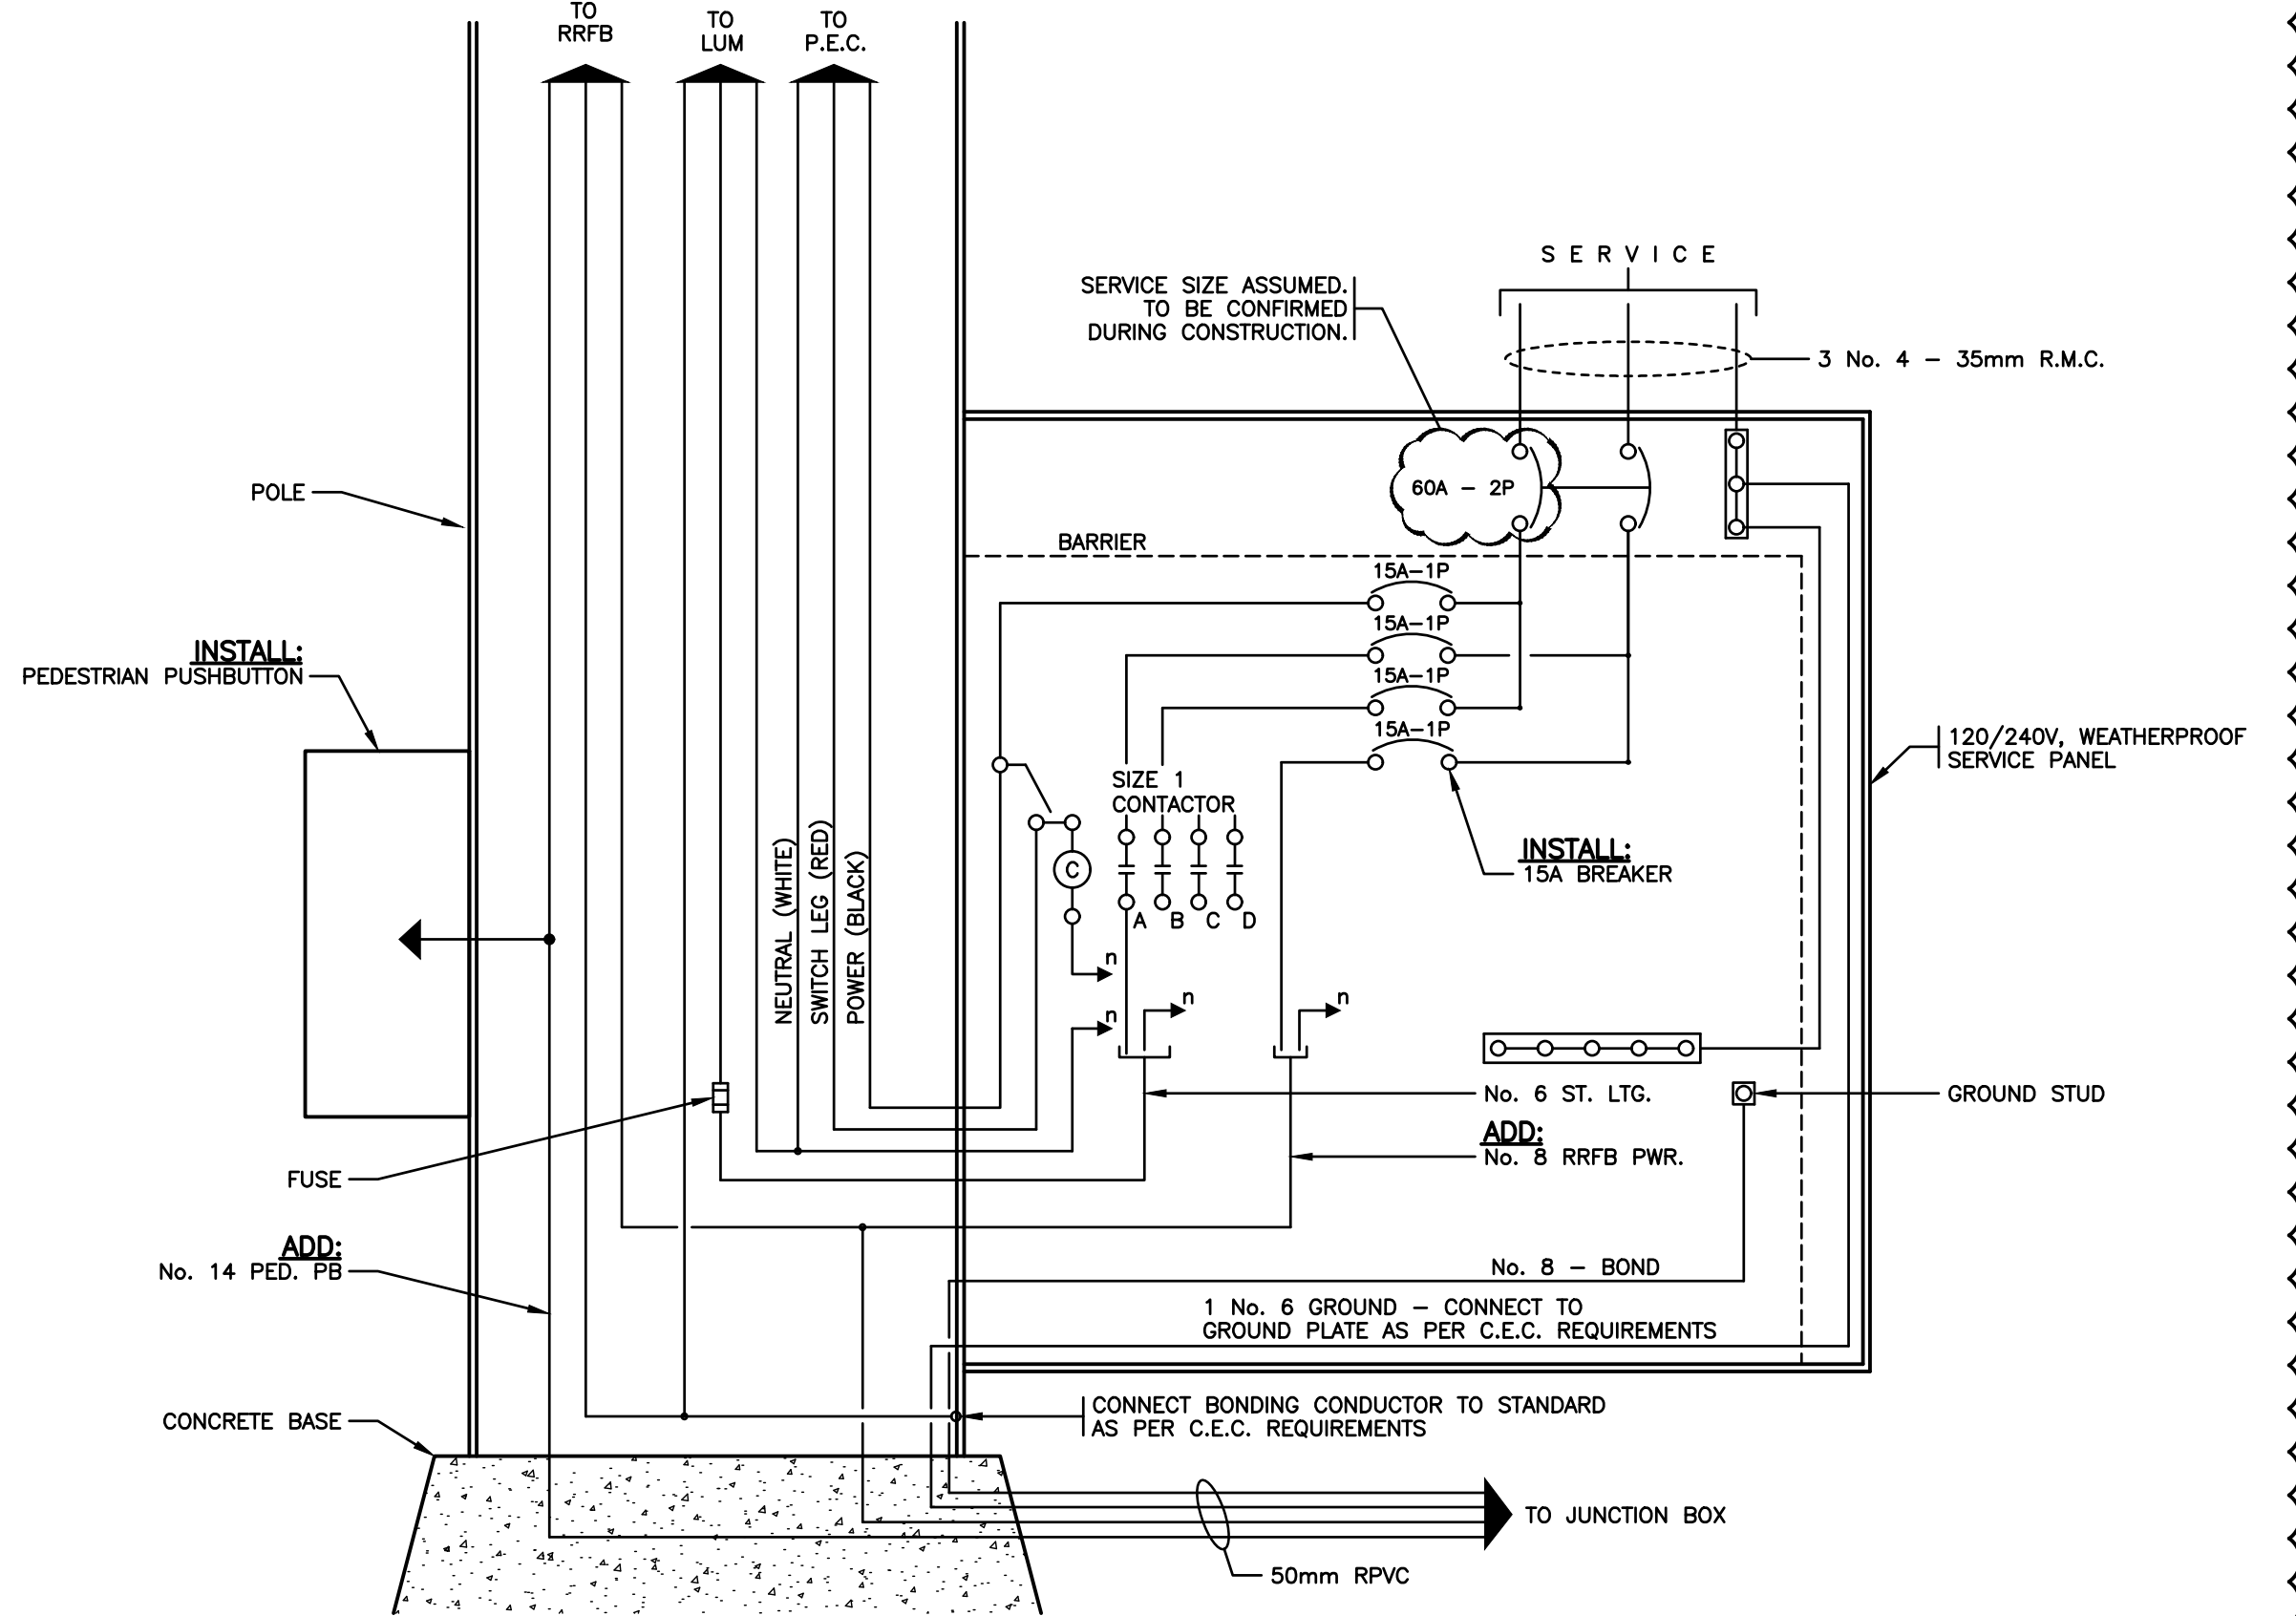 TO
RRFB
TO
LUM
TO
P.E.C.
S E R V I C E
SERVICE SIZE ASSUMED.
TO BE CONFIRMED
DURING CONSTRUCTION.
3 No. 4 - 35mm R.M.C.
POLE
60A - 2P
BARRIER
15A-1P
15A-1P
15A-1P
15A-1P
INSTALL:
PEDESTRIAN PUSHBUTTON
120/240V, WEATHERPROOF
SERVICE PANEL
SIZE 1
CONTACTOR
INSTALL:
15A BREAKER
C
A B C D
NEUTRAL (WHITE)
SWITCH LEG (RED)
POWER (BLACK)
n
n
n
n
No. 6 ST. LTG.
GROUND STUD
ADD:
No. 8 RRFB PWR.
FUSE
ADD:
No. 14 PED. PB
No. 8 - BOND
1 No. 6 GROUND - CONNECT TO
GROUND PLATE AS PER C.E.C. REQUIREMENTS
CONCRETE BASE
CONNECT BONDING CONDUCTOR TO STANDARD
AS PER C.E.C. REQUIREMENTS
TO JUNCTION BOX
50mm RPVC